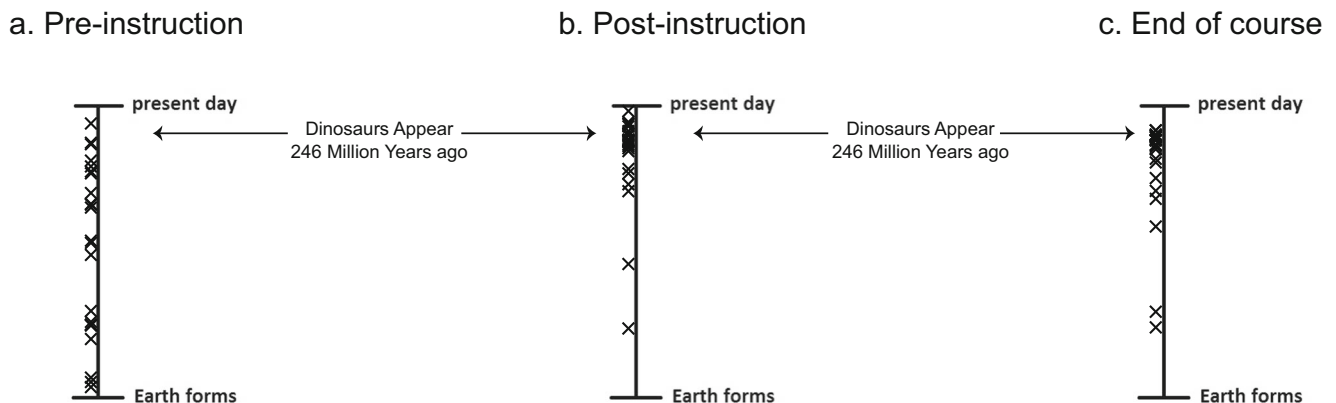 a. Pre-instruction
b. Post-instruction
c. End of course
present day
Dinosaurs Appear
246 Million Years ago
present day
Dinosaurs Appear
246 Million Years ago
present day
Earth forms
Earth forms
Earth forms